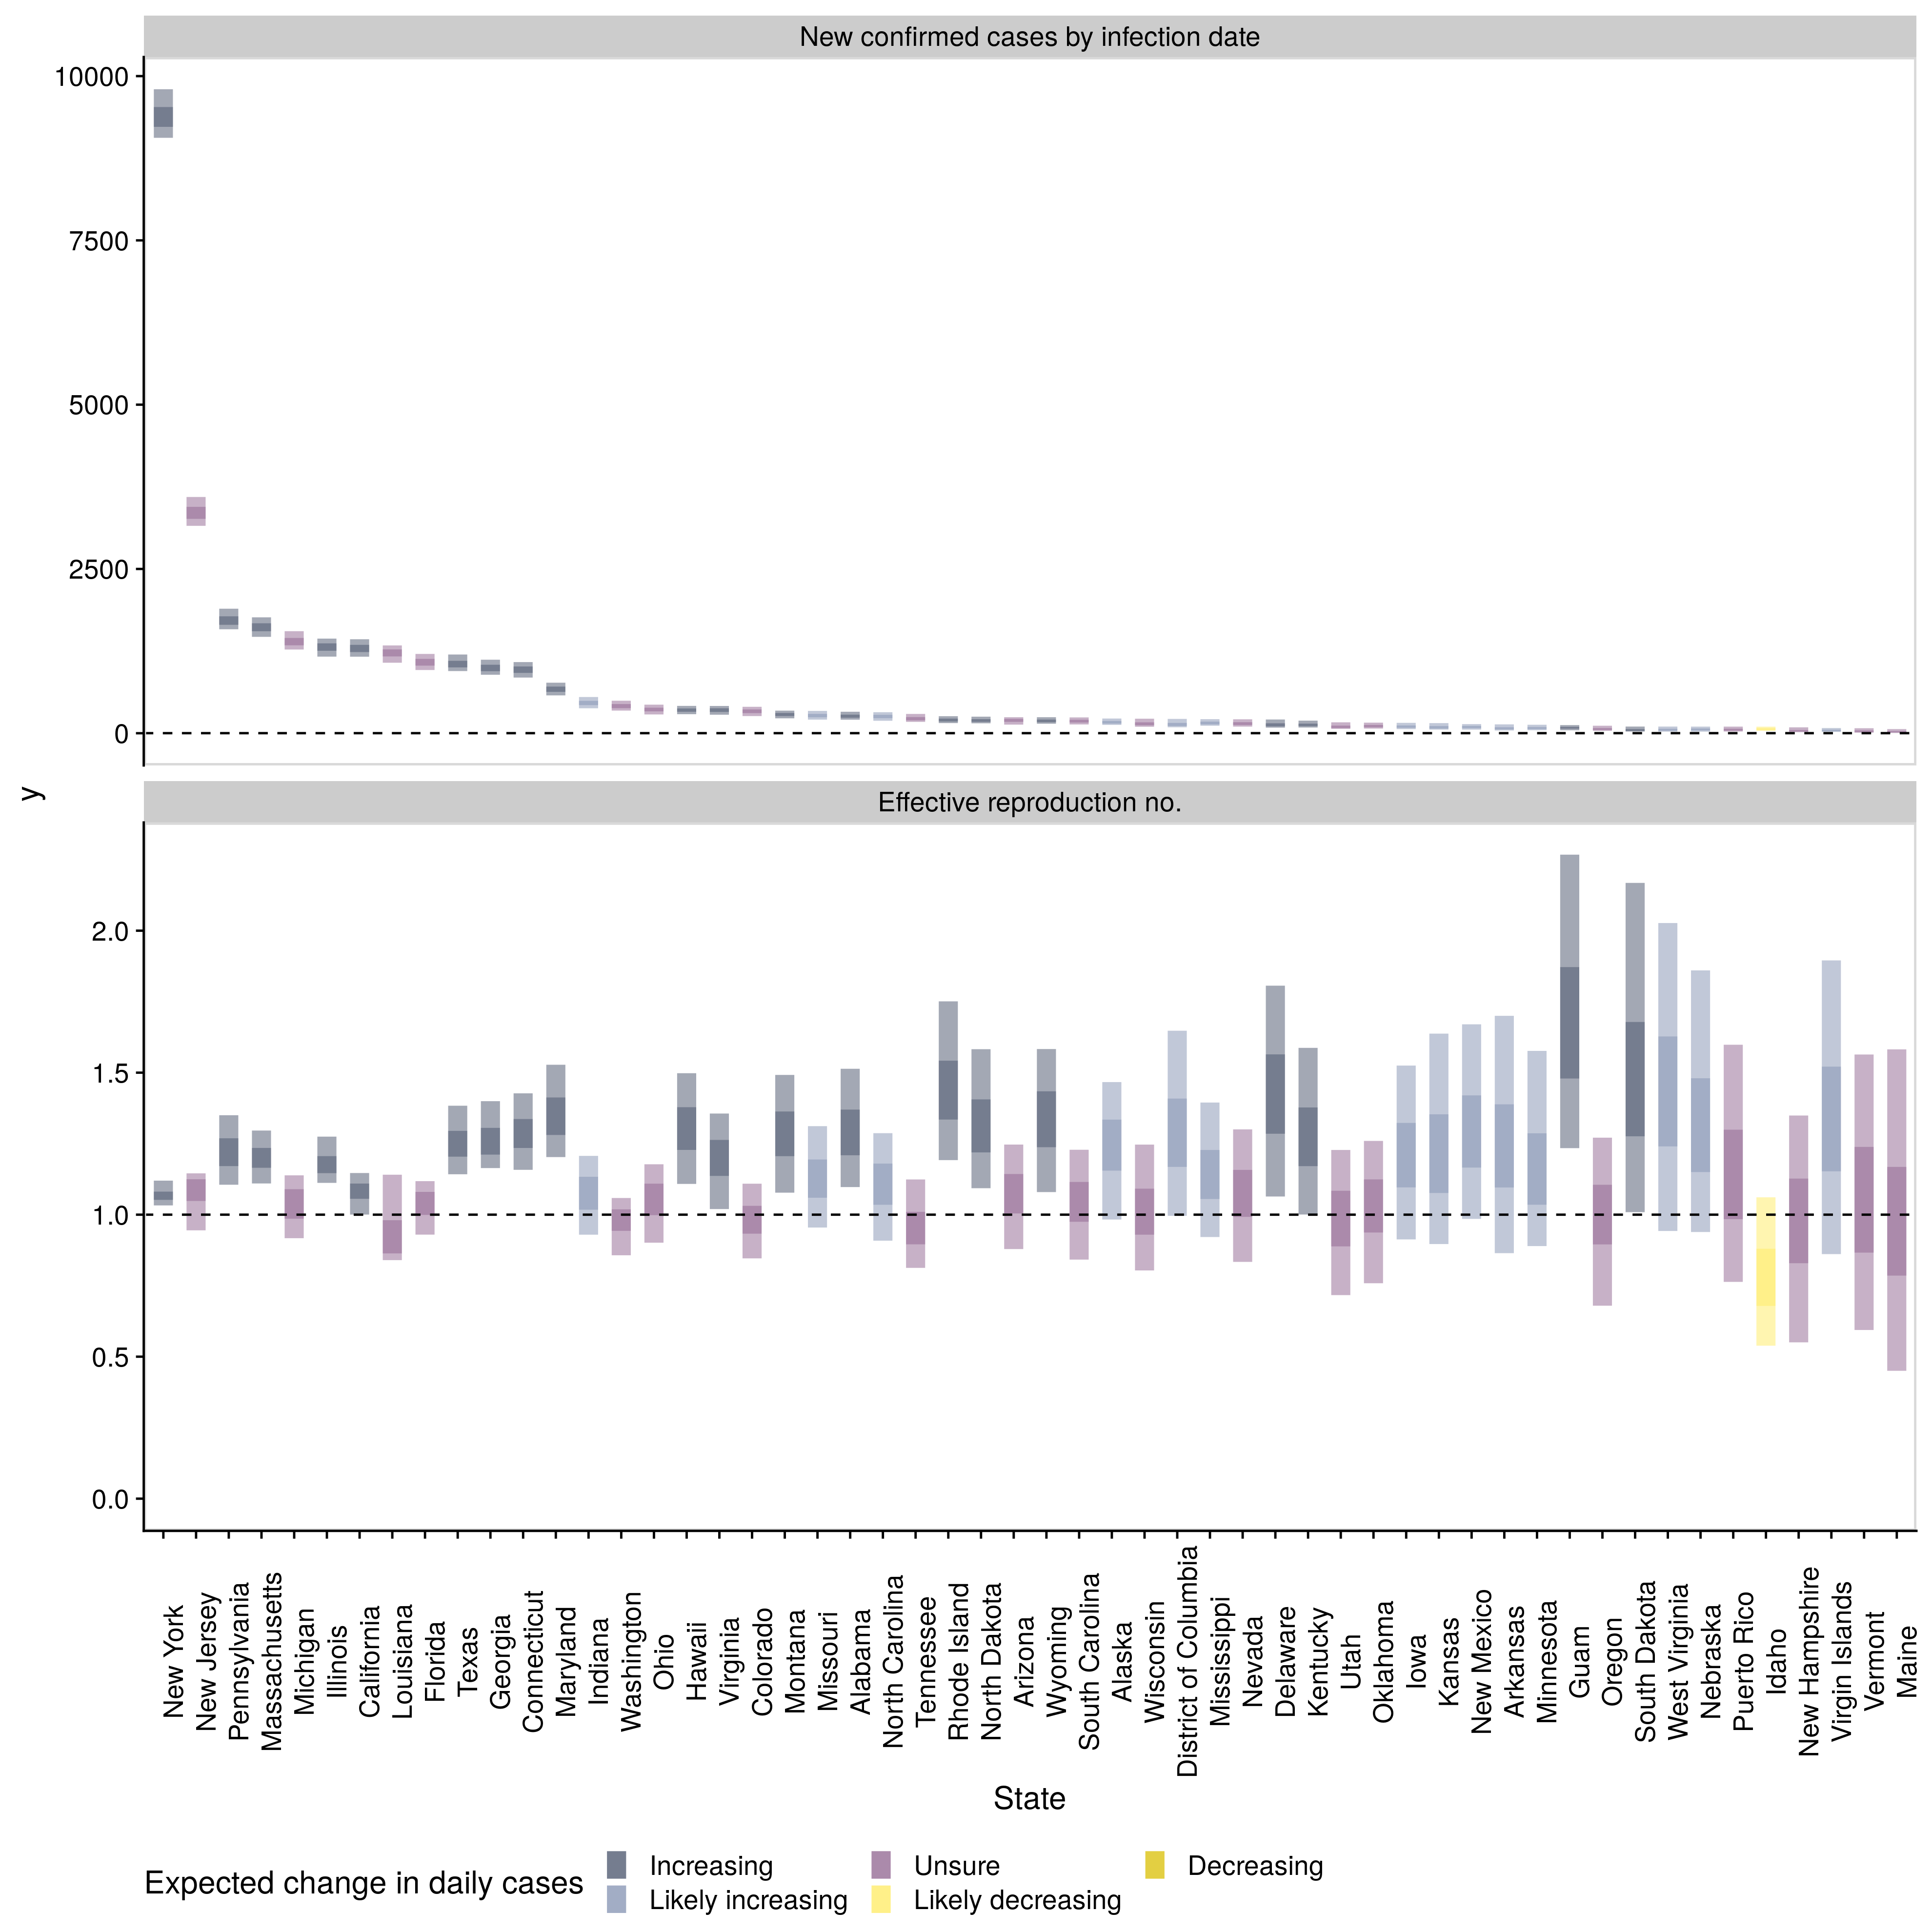 New confirmed cases by infection date
10000
7500
5000
2500
0
y
Effective reproduction no.
2.0
1.5
1.0
0.5
0.0
New York
New Jersey
Pennsylvania
Massachusetts
Michigan
Illinois
California
Louisiana
Florida
Texas
Georgia
Connecticut
Maryland
Indiana
Washington
Ohio
Hawaii
Virginia
Colorado
Montana
Missouri
Alabama
North Carolina
Tennessee
Rhode Island
North Dakota
Arizona
Wyoming
South Carolina
Alaska
Wisconsin
District of Columbia
Mississippi
Nevada
Delaware
Kentucky
Utah
Oklahoma
Iowa
Kansas
New Mexico
Arkansas
Minnesota
Guam
Oregon
South Dakota
West Virginia
Nebraska
Puerto Rico
Idaho
New Hampshire
Virgin Islands
Vermont
Maine
State
Expected change in daily cases
Increasing
Unsure
Decreasing
Likely increasing
Likely decreasing